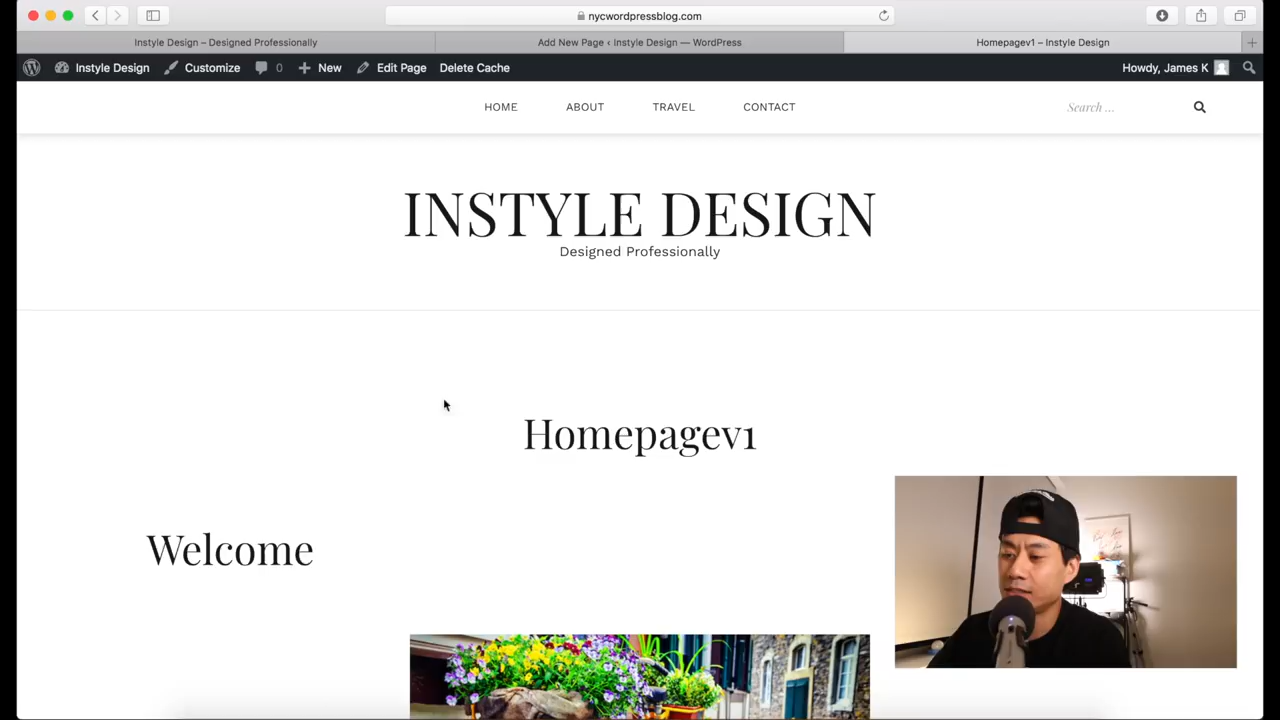 nycwordpressblog.com
Instyle Design – Designed Professionally
Add New Page ‹ Instyle Design — WordPress
Homepagev1 – Instyle Design
Instyle Design
Customize
0
New
Edit Page
Delete Cache
Howdy, James K
HOME
ABOUT
TRAVEL
CONTACT
Search ...
INSTYLE DESIGN
Designed Professionally
Homepagev1
Welcome